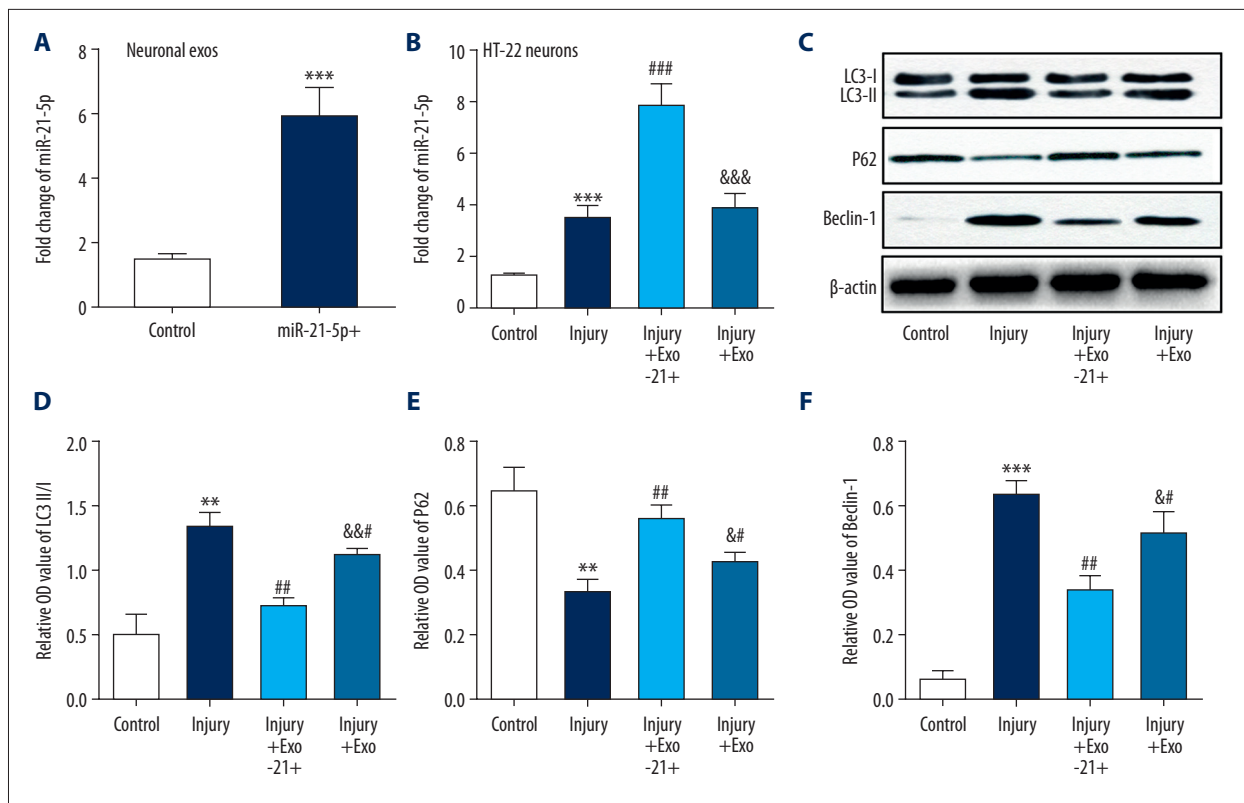 A
Neuronal exos
Fold change of miR-21-5p
8
6
4
2
0
***
Control
miR-21-5p+
B
HT-22 neurons
Fold change of miR-21-5p
10
8
6
4
2
0
***
###
&&&
Control
Injury
Injury
+Exo
-21+
Injury
+Exo
C
LC3-I
LC3-II
P62
Beclin-1
β-actin
Control
Injury
Injury
+Exo
-21+
Injury
+Exo
D
Relative OD value of LC3 II/I
2.0
1.5
1.0
0.5
0.0
**
##
&&#
Control
Injury
Injury
+Exo
-21+
Injury
+Exo
E
Relative OD value of P62
0.8
0.6
0.4
0.2
0.0
**
##
&#
Control
Injury
Injury
+Exo
-21+
Injury
+Exo
F
Relative OD value of Beclin-1
0.8
0.6
0.4
0.2
0.0
***
##
&#
Control
Injury
Injury
+Exo
-21+
Injury
+Exo